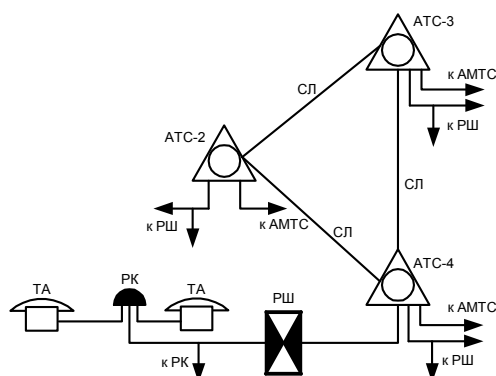 АТС-3
к АМТС
СЛ
к РШ
АТС-2
СЛ
к РШ
к АМТС
СЛ
АТС-4
ТА
РК
ТА
РШ
к АМТС
к РШ
к РК